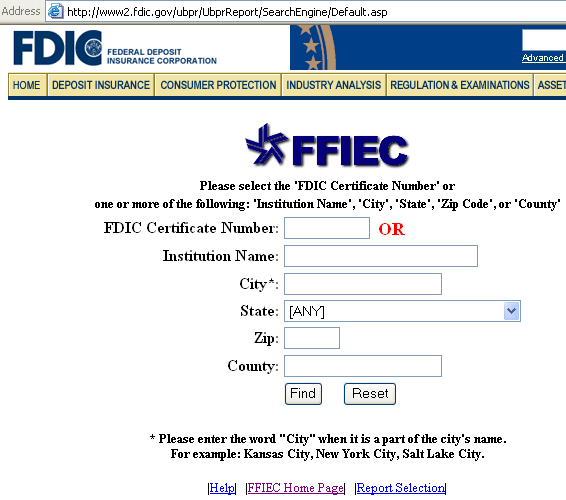 Address http://www2.fdic.gov/ubpr/UbprReport/SearchEngine/Default.asp
FDIC FEDERAL DEPOSIT
INSURANCE CORPORATION
Advanced
HOME DEPOSIT INSURANCE CONSUMER PROTECTION INDUSTRY ANALYSIS REGULATION & EXAMINATIONS ASSET
FFIEC
Please select the 'FDIC Certificate Number' or
one or more of the following: 'Institution Name', 'City', 'State', 'Zip Code', or 'County'
FDIC Certificate Number: OR
Institution Name:
City*:
State: [ANY]
Zip:
County:
Find Reset
* Please enter the word "City" when it is a part of the city's name.
For example: Kansas City, New York City, Salt Lake City.
|Help| |FFIEC Home Page| |Report Selection|